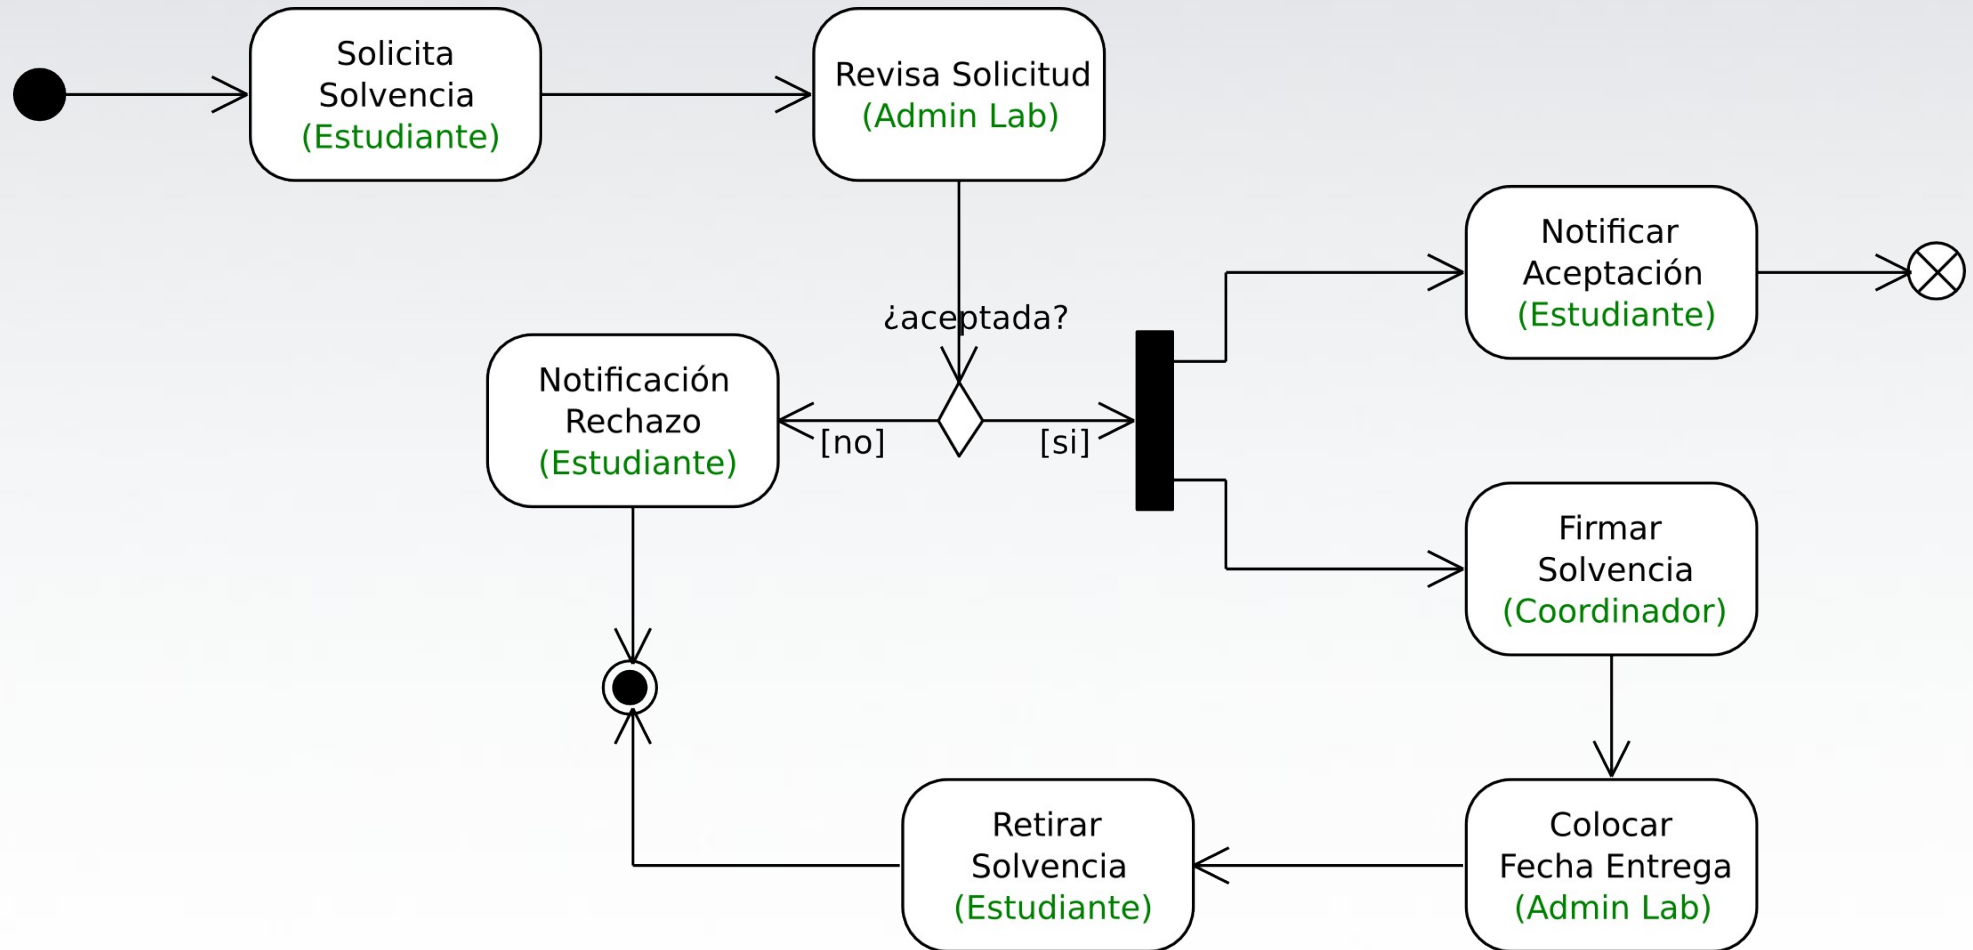 Solicita
Solvencia
(Estudiante)
Revisa Solicitud
(Admin Lab)
Notificar
Aceptación
(Estudiante)
¿aceptada?
Notificación
Rechazo
(Estudiante)
[no]
[si]
Firmar
Solvencia
(Coordinador)
Retirar
Solvencia
(Estudiante)
Colocar
Fecha Entrega
(Admin Lab)